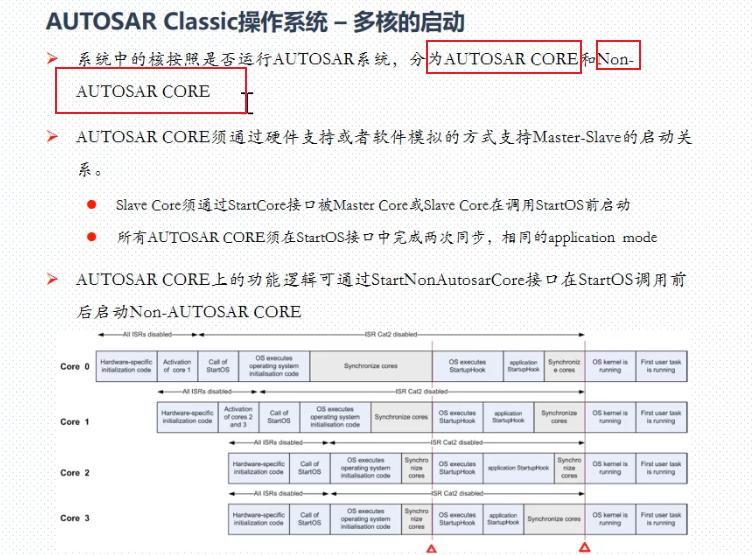 AUTOSAR Classic操作系统 – 多核的启动
系统中的核按照是否运行AUTOSAR系统，分为AUTOSAR CORE和Non-
AUTOSAR CORE
AUTOSAR CORE须通过硬件支持或者软件模拟的方式支持Master-Slave的启动关
系。
Slave Core须通过StartCore接口被Master Core或Slave Core在调用StartOS前启动
所有AUTOSAR CORE须在StartOS接口中完成两次同步，相同的application mode
AUTOSAR CORE上的功能逻辑可通过StartNonAutosarCore接口在StartOS调用前
后启动Non-AUTOSAR CORE
All ISRs disabled ISR Cat2 disabled
Core 0
Hardware-specific
initialization code
Activation
of core 1
Call of
StartOS
OS executes
operating system
initialisation code
Synchronize cores
OS executes
StartupHook
application
StartupHook
Synchroniz
e cores
OS kernel is
running
First user task
is running
All ISRs disabled ISR Cat2 disabled
Core 1
Hardware-specific
initialization code
Activation
of cores 2
and 3
Call of
StartOS
OS executes
operating system
initialisation code
Synchronize cores
OS executes
StartupHook
application
StartupHook
Synchronize
cores
OS kernel is
running
First user task
is running
All ISRs disabled ISR Cat2 disabled
Core 2
Hardware-specific
initialization code
Call of
StartOS
OS executes
operating system
initialisation code
Synchro
nize
cores
OS executes
StartupHook
application StartupHook
Synchro
nize
cores
OS kernel is
running
First user task
is running
All ISRs disabled ISR Cat2 disabled
Core 3
Hardware-specific
initialization code
Call of
StartOS
OS executes
operating system
initialisation code
Synchro
nize
cores
OS executes
StartupHook
application
StartupHook
Synchronize cores
OS kernel is
running
First user task
is running